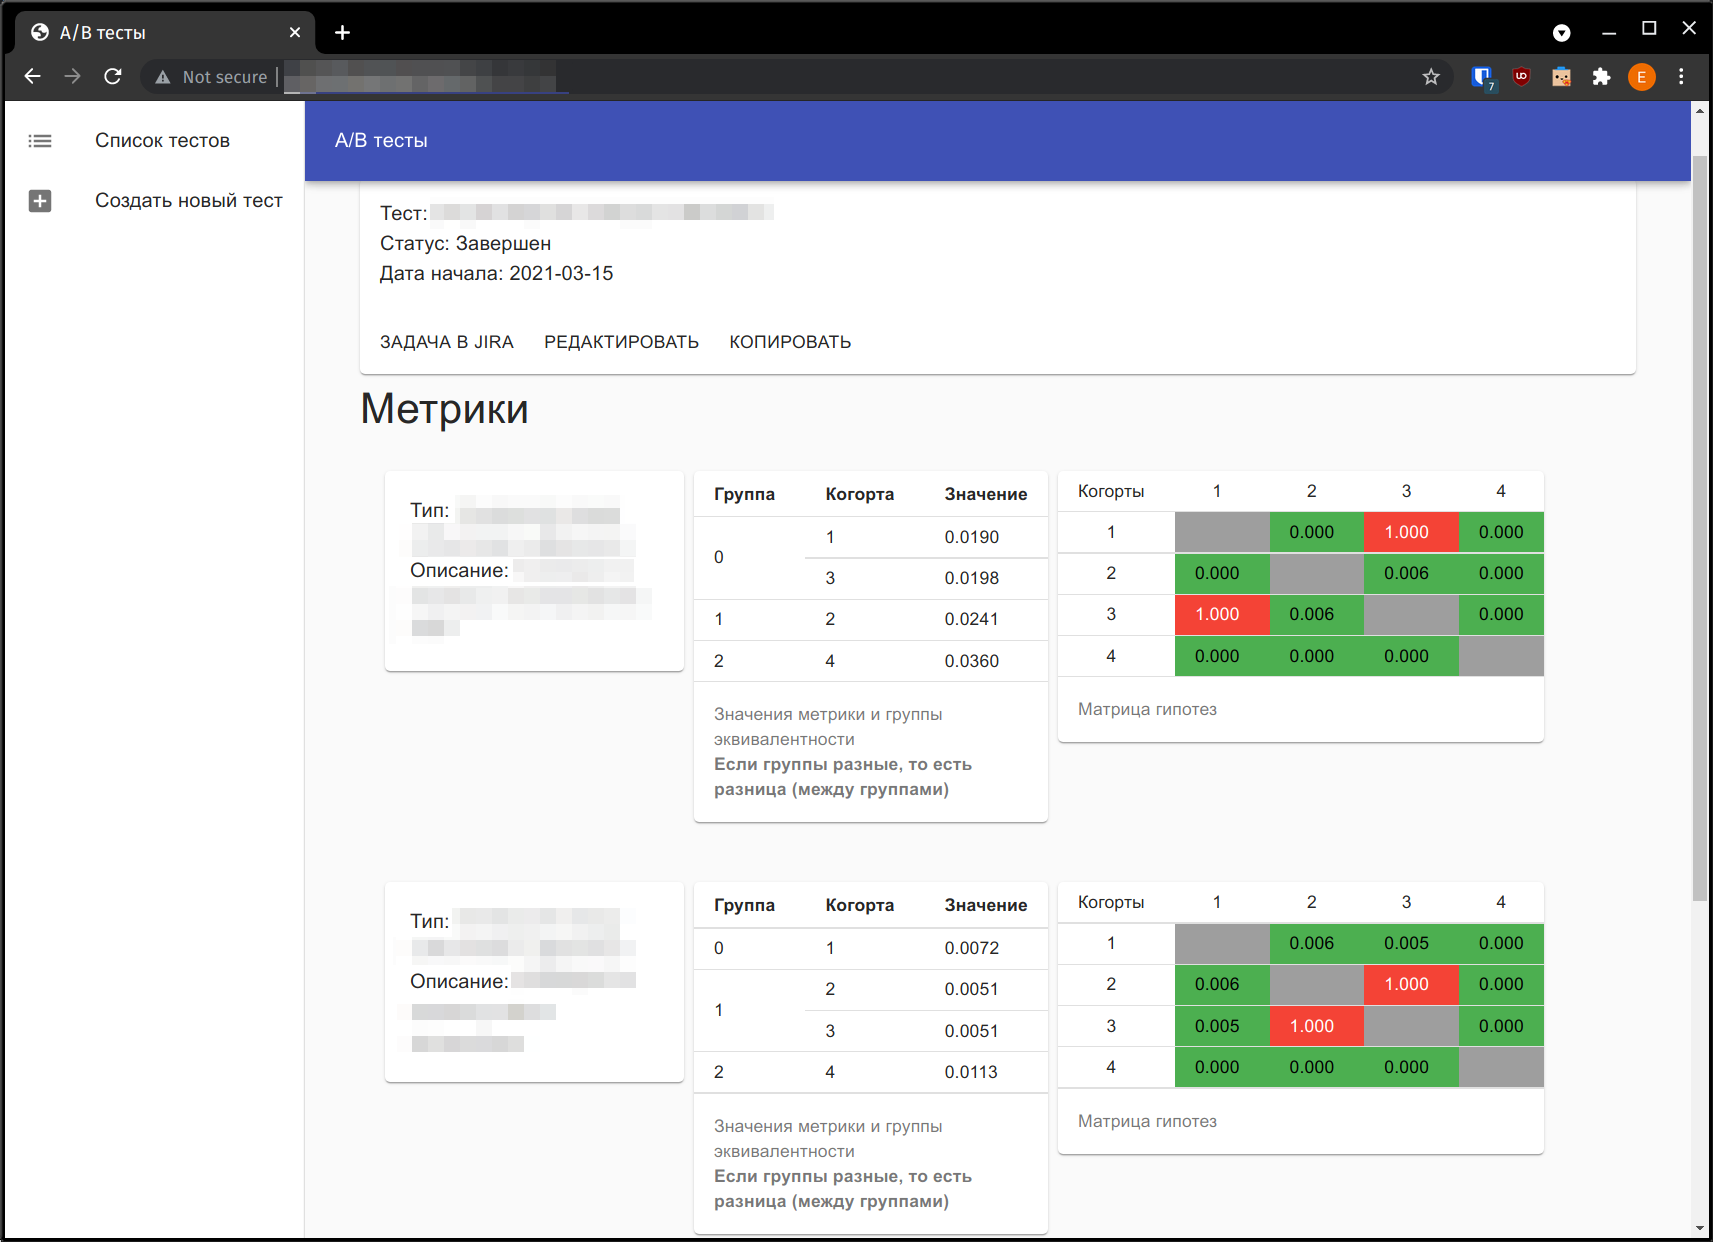 А/В тесты
Not secure
7
E
Список тестов
Создать новый тест
А/В тесты
Тест:
Статус: Завершен
Дата начала: 2021-03-15
ЗАДАЧА В JIRA РЕДАКТИРОВАТЬ КОПИРОВАТЬ
Метрики
Тип:
Описание:
Группа Когорта Значение
0 1 0.0190
3 0.0198
1 2 0.0241
2 4 0.0360
Значения метрики и группы
эквивалентности
Если группы разные, то есть
разница (между группами)
Когорты 1 2 3 4
1 0.000 1.000 0.000
2 0.000 0.006 0.000
3 1.000 0.006 0.000
4 0.000 0.000 0.000
Матрица гипотез
Тип:
Описание:
Группа Когорта Значение
0 1 0.0072
1 2 0.0051
3 0.0051
2 4 0.0113
Значения метрики и группы
эквивалентности
Если группы разные, то есть
разница (между группами)
Когорты 1 2 3 4
1 0.006 0.005 0.000
2 0.006 1.000 0.000
3 0.005 1.000 0.000
4 0.000 0.000 0.000
Матрица гипотез